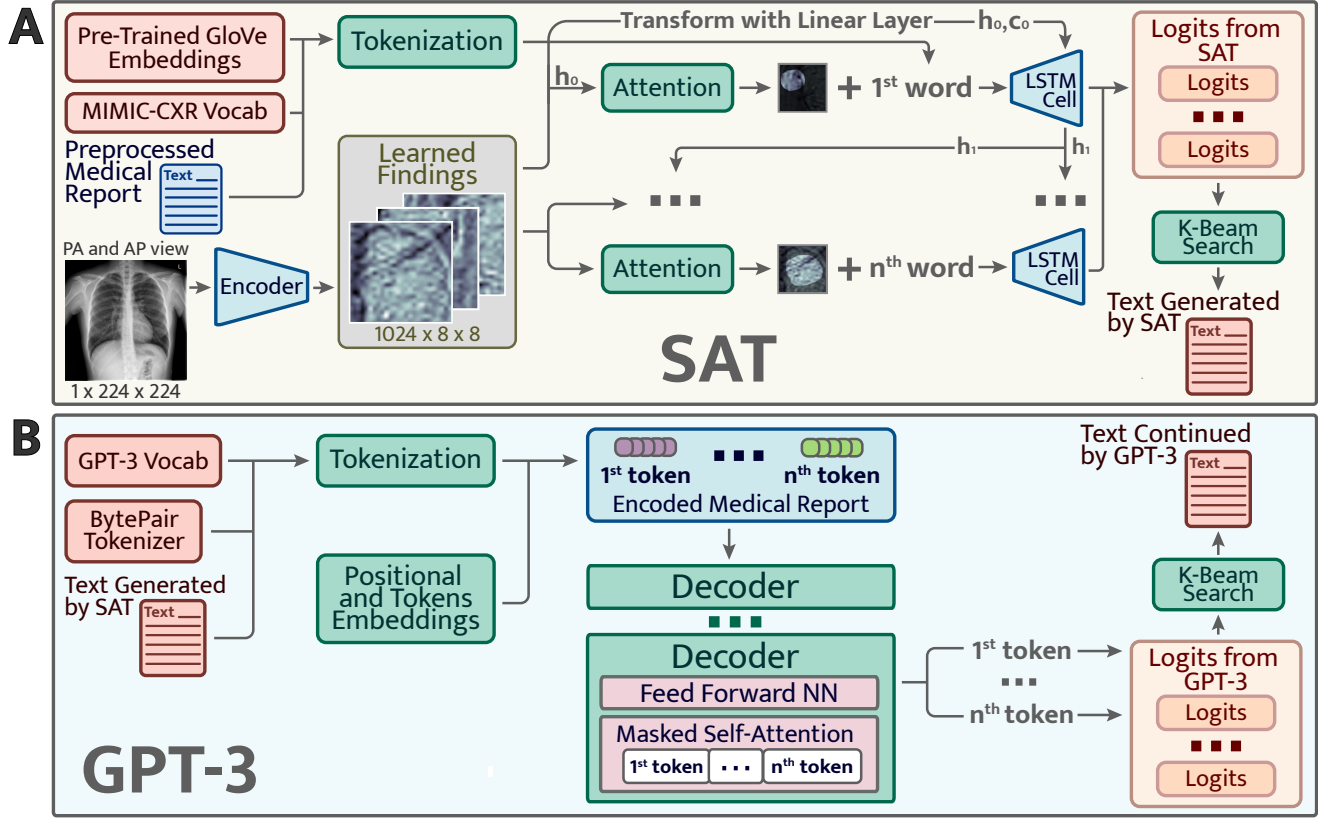 A
Pre-Trained GloVe
Embeddings
MIMIC-CXR Vocab
Preprocessed
Medical
Report
Text
PA and AP view
L
1 x 224 x 224
Encoder
Tokenization
Learned
Findings
1024 x 8 x 8
Transform with Linear Layer
h₀,c₀
h₀
Attention
+ 1ˢᵗ word
LSTM
Cell
h₁
h₁
Attention
+ nᵗʰ word
LSTM
Cell
SAT
Logits from
SAT
Logits
Logits
K-Beam
Search
Text Generated
by SAT
Text
B
GPT-3 Vocab
BytePair
Tokenizer
Text Generated
by SAT
Text
Tokenization
Positional
and Tokens
Embeddings
1ˢᵗ token
nᵗʰ token
Encoded Medical Report
Decoder
Decoder
Feed Forward NN
Masked Self-Attention
1ˢᵗ token ... nᵗʰ token
1ˢᵗ token
nᵗʰ token
Text Continued
by GPT-3
Text
K-Beam
Search
Logits from
GPT-3
Logits
Logits
GPT-3